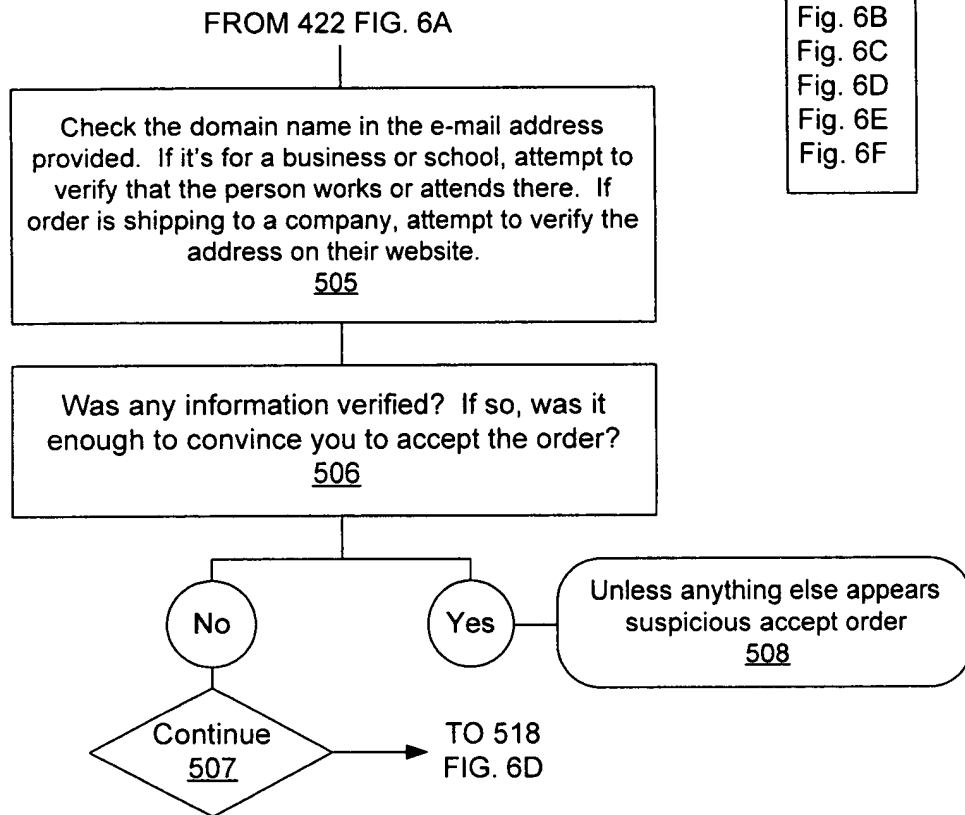 FROM 422 FIG. 6A
Fig. 6B
Fig. 6C
Fig. 6D
Fig. 6E
Fig. 6F
Check the domain name in the e-mail address
provided. If it's for a business or school, attempt to
verify that the person works or attends there. If
order is shipping to a company, attempt to verify the
address on their website.
505
Was any information verified? If so, was it
enough to convince you to accept the order?
506
No
Yes
Unless anything else appears
suspicious accept order
508
Continue
507
TO 518
FIG. 6D